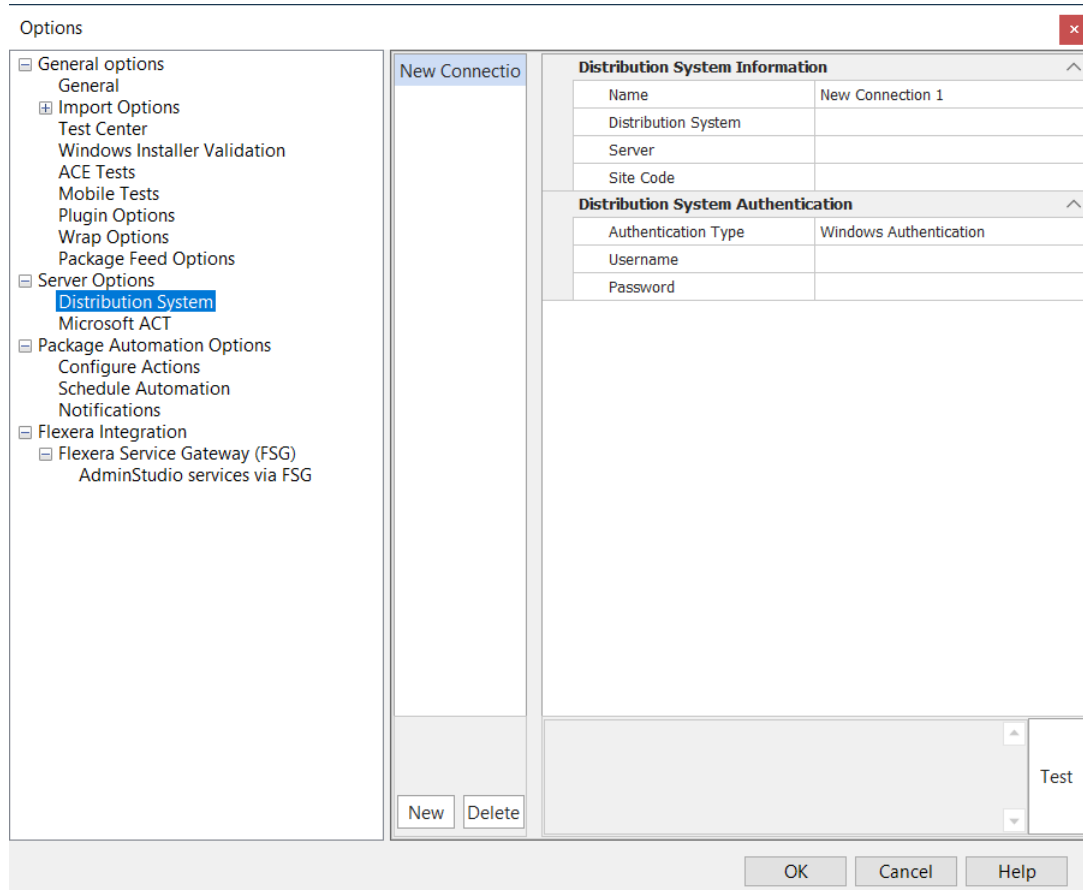 Options
General options
General
Import Options
Test Center
Windows Installer Validation
ACE Tests
Mobile Tests
Plugin Options
Wrap Options
Package Feed Options
Server Options
Distribution System
Microsoft ACT
Package Automation Options
Configure Actions
Schedule Automation
Notifications
Flexera Integration
Flexera Service Gateway (FSG)
AdminStudio services via FSG
New Connectio
New Delete
Distribution System Information
Name New Connection 1
Distribution System
Server
Site Code
Distribution System Authentication
Authentication Type Windows Authentication
Username
Password
Test
OK Cancel Help